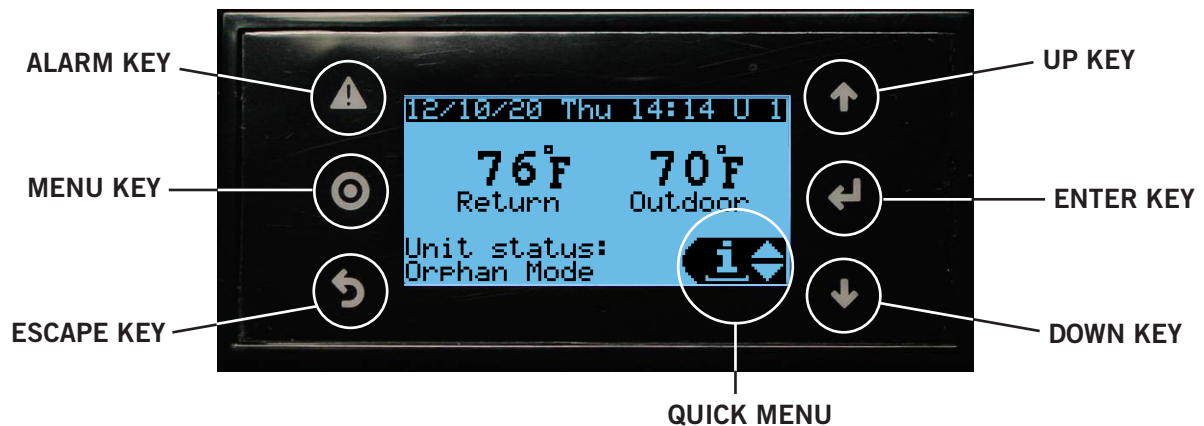 ALARM KEY
UP KEY
12/10/20 Thu 14:14 U 1
76°F 70°F
Return Outdoor
MENU KEY
ENTER KEY
Unit status:
Orphan Mode
i
ESCAPE KEY
DOWN KEY
QUICK MENU